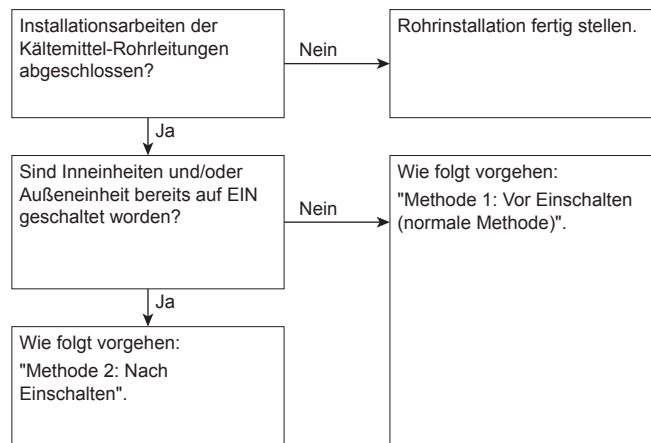 Installationsarbeiten der
Kältemittel-Rohrleitungen
abgeschlossen?
Nein
Rohrinstallation fertig stellen.
Ja
Sind Inneinheiten und/oder
Außeneinheit bereits auf EIN
geschaltet worden?
Nein
Wie folgt vorgehen:
"Methode 1: Vor Einschalten
(normale Methode)".
Ja
Wie folgt vorgehen:
"Methode 2: Nach
Einschalten".